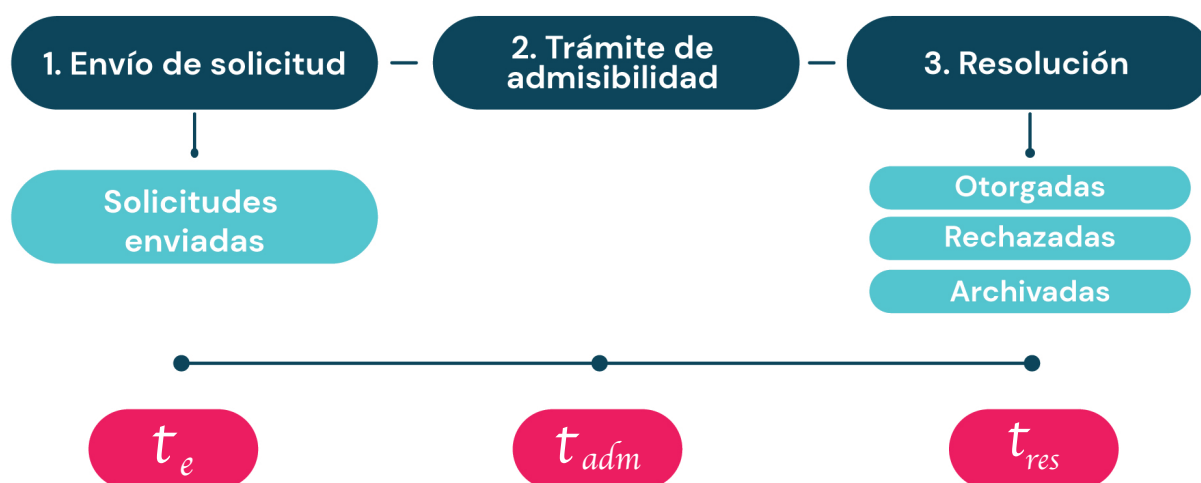 1. Envío de solicitud
2. Trámite de
admisibilidad
3. Resolución
Solicitudes
enviadas
Otorgadas
Rechazadas
Archivadas
t e
t adm
t res